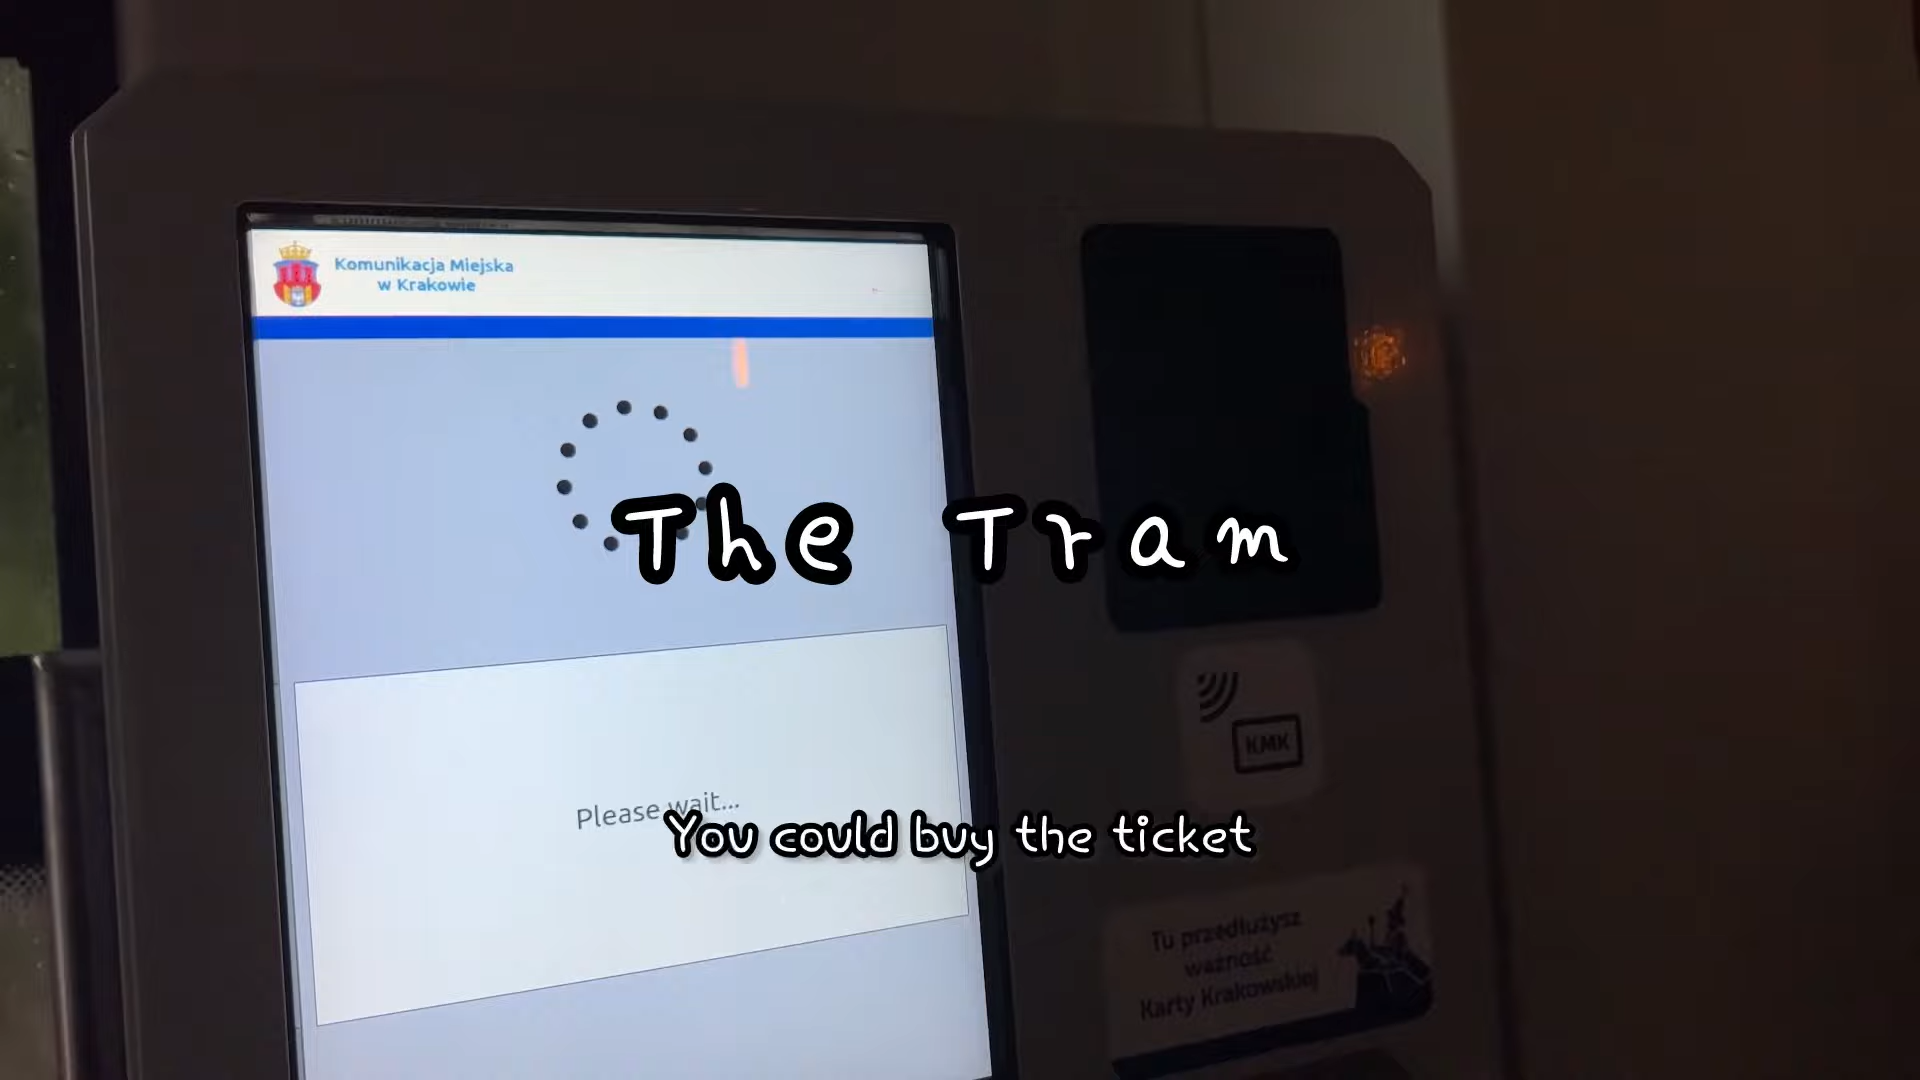 Komunikacja Miejska
w Krakowie
The Tram
KMK
Please wait...
You could buy the ticket
Tu przedłużysz
ważność
Karty Krakowskiej